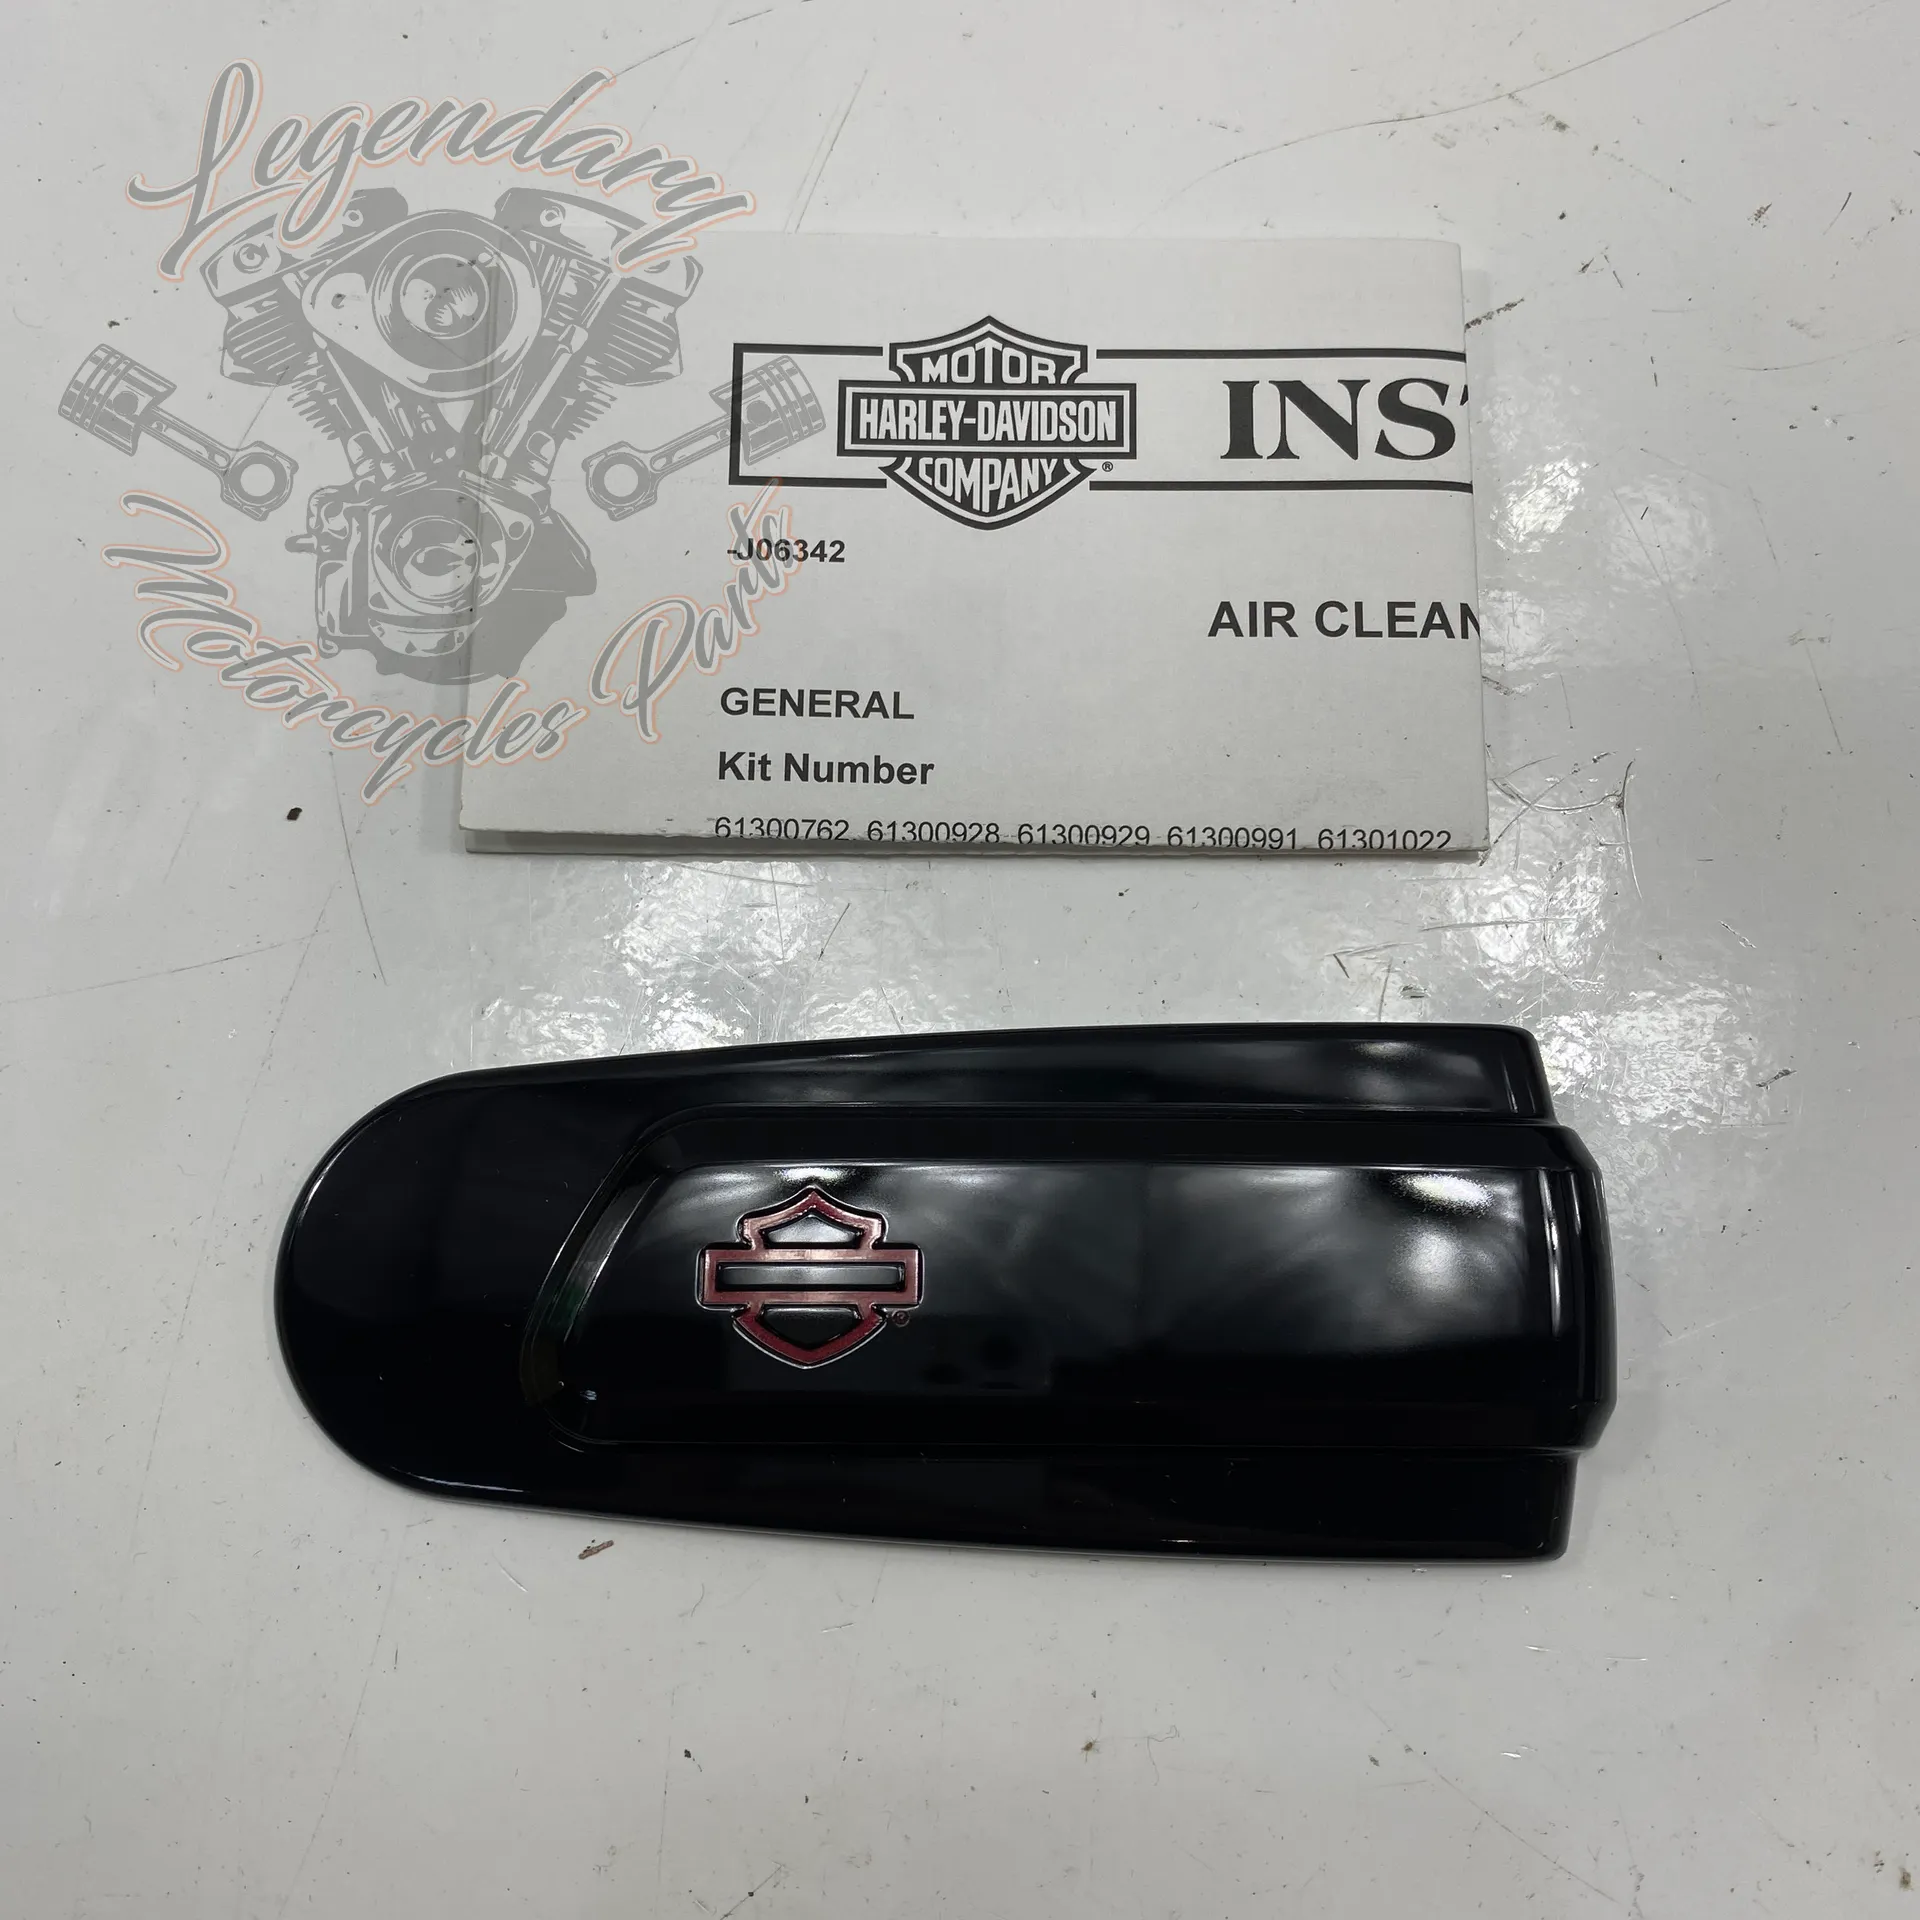 Legendary
Motorcycles Parts
MOTOR
HARLEY-DAVIDSON
COMPANY
®
INST
-J06342
AIR CLEAN
GENERAL
Kit Number
61300762, 61300928, 61300929, 61300991, 61301022
®